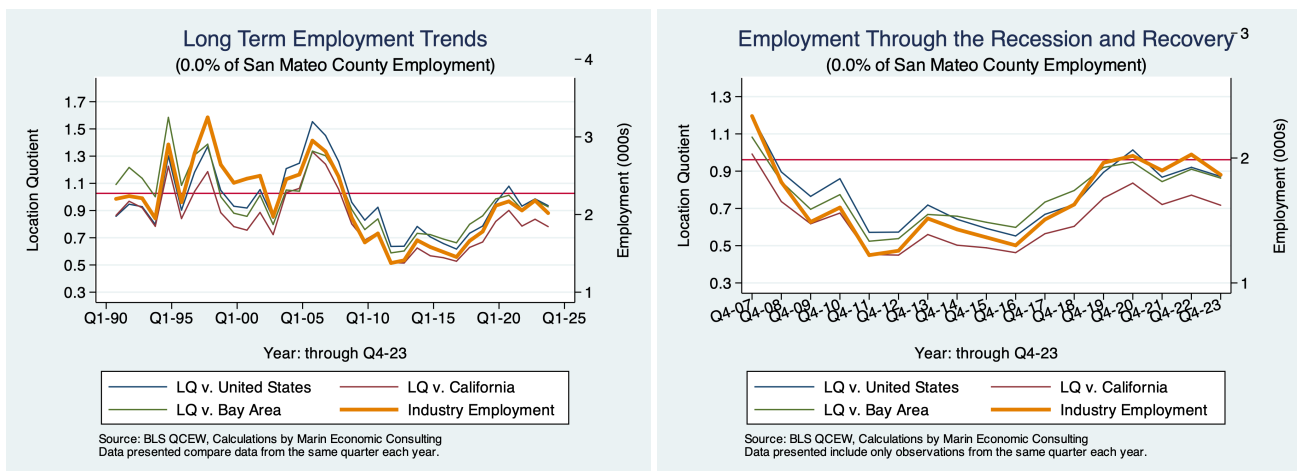 Long Term Employment Trends
(0.0% of San Mateo County Employment)
Location Quotient
1.7
1.5
1.3
1.1
0.9
0.7
0.5
0.3
4
3
2
1
Employment (000s)
Q1-90 Q1-95 Q1-00 Q1-05 Q1-10 Q1-15 Q1-20 Q1-25
Year: through Q4-23
LQ v. United States LQ v. California
LQ v. Bay Area Industry Employment
Source: BLS QCEW, Calculations by Marin Economic Consulting
Data presented compare data from the same quarter each year.
Employment Through the Recession and Recovery
(0.0% of San Mateo County Employment)
Location Quotient
1.3
1.1
0.9
0.7
0.5
0.3
3
2
1
Employment (000s)
Q4-07 Q4-08 Q4-09 Q4-10 Q4-11 Q4-12 Q4-13 Q4-14 Q4-15 Q4-16 Q4-17 Q4-18 Q4-19 Q4-20 Q4-21 Q4-22 Q4-23
Year: through Q4-23
LQ v. United States LQ v. California
LQ v. Bay Area Industry Employment
Source: BLS QCEW, Calculations by Marin Economic Consulting
Data presented include only observations from the same quarter each year.